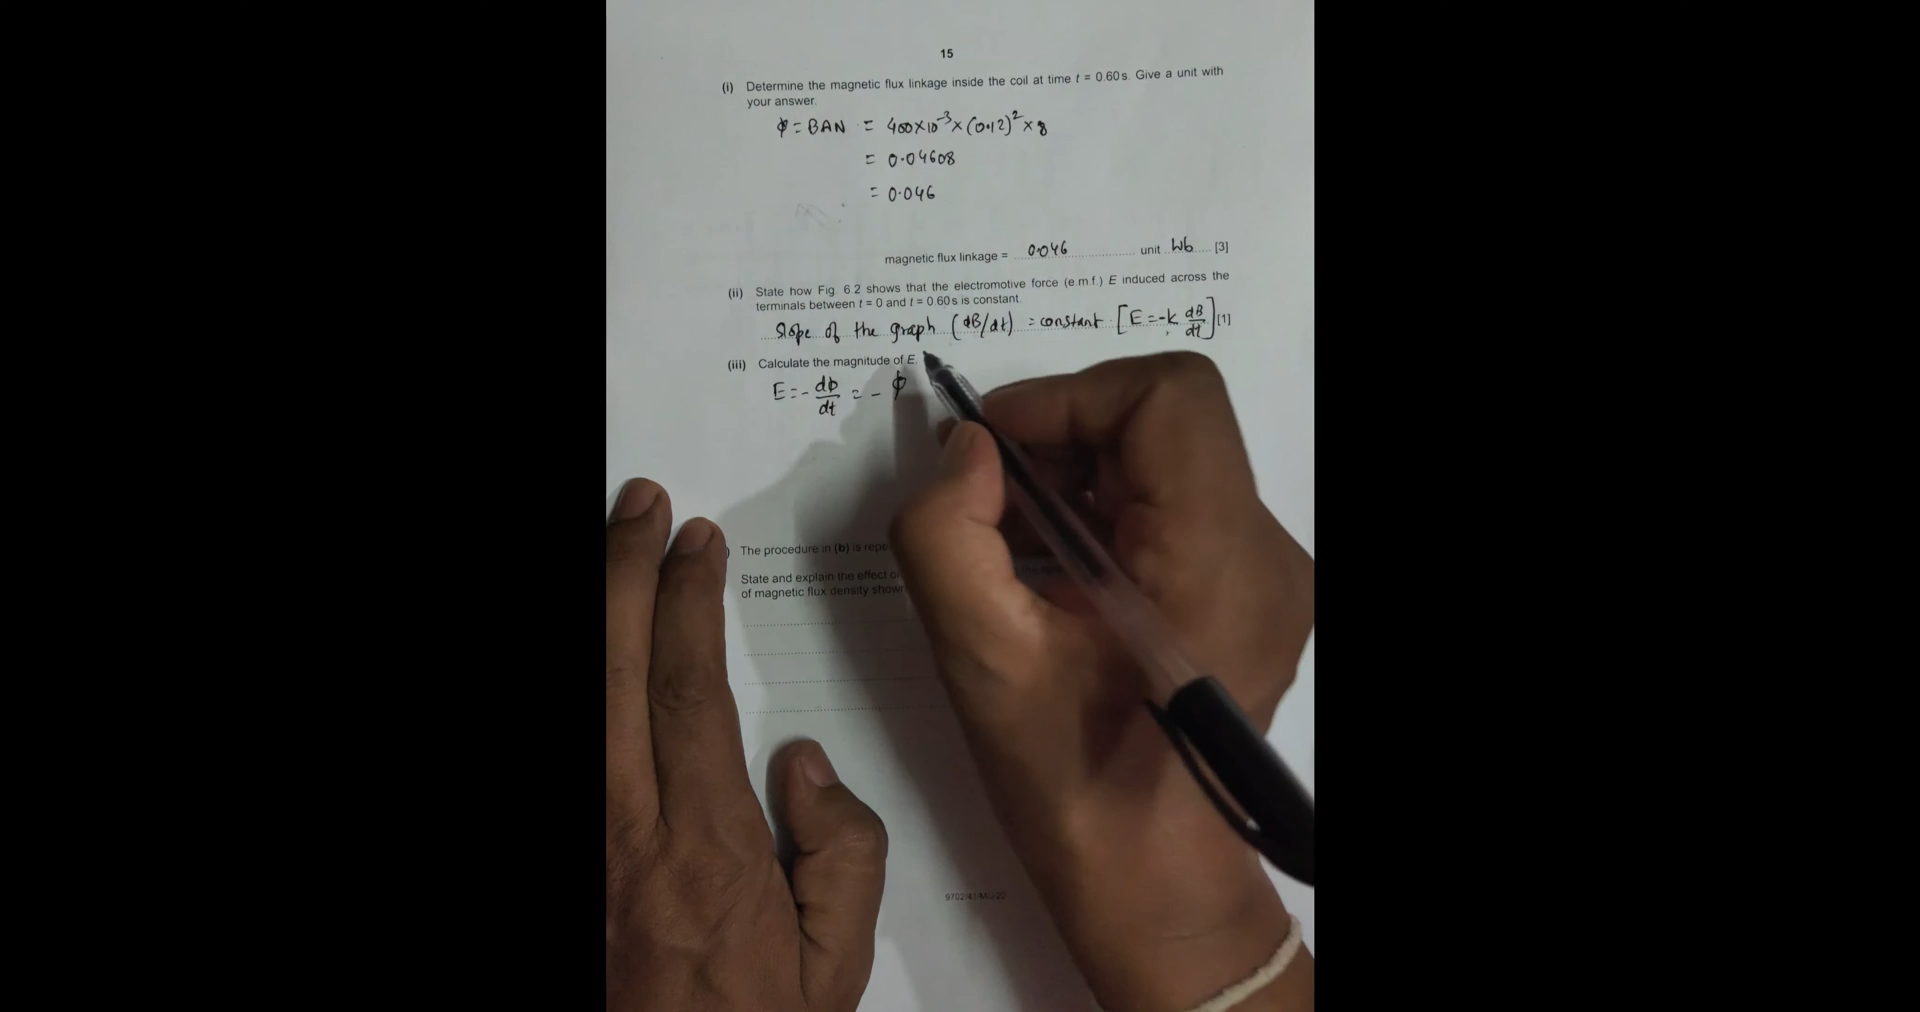 15
(i) Determine the magnetic flux linkage inside the coil at time t = 0.60 s. Give a unit with
your answer.
ϕ = BAN = 400×10⁻³×(0.12)²×8
= 0.04608
= 0.046
magnetic flux linkage = 0.046 unit Wb [3]
(ii) State how Fig. 6.2 shows that the electromotive force (e.m.f.) E induced across the
terminals between t = 0 and t = 0.60 s is constant.
Slope of the graph (dB/dt) = constant [E = -k dB/dt] [1]
(iii) Calculate the magnitude of E.
E = - dϕ/dt = - ϕ
) The procedure in (b) is
State and explain the effect
of magnetic flux density
9702/41